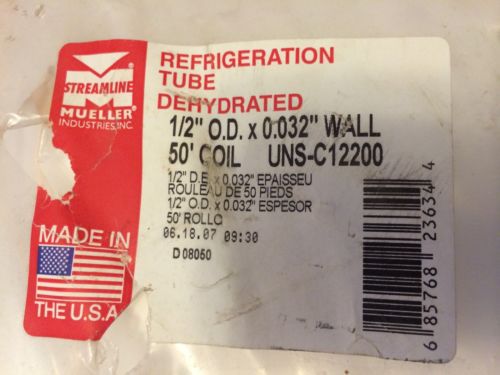 STREAMLINE
MUELLER
INDUSTRIES, INC.
REFRIGERATION
TUBE
DEHYDRATED
1/2" O.D. x 0.032" WALL
50' COIL UNS-C12200
1/2" D.E. x 0.032" EPAISSEU
ROULEAU DE 50 PIEDS
1/2" O.D. x 0.032" ESPESOR
50' ROLLO
06.18.07 09:30
D 08050
MADE IN
THE U.S.A.
6 85768 23634 4